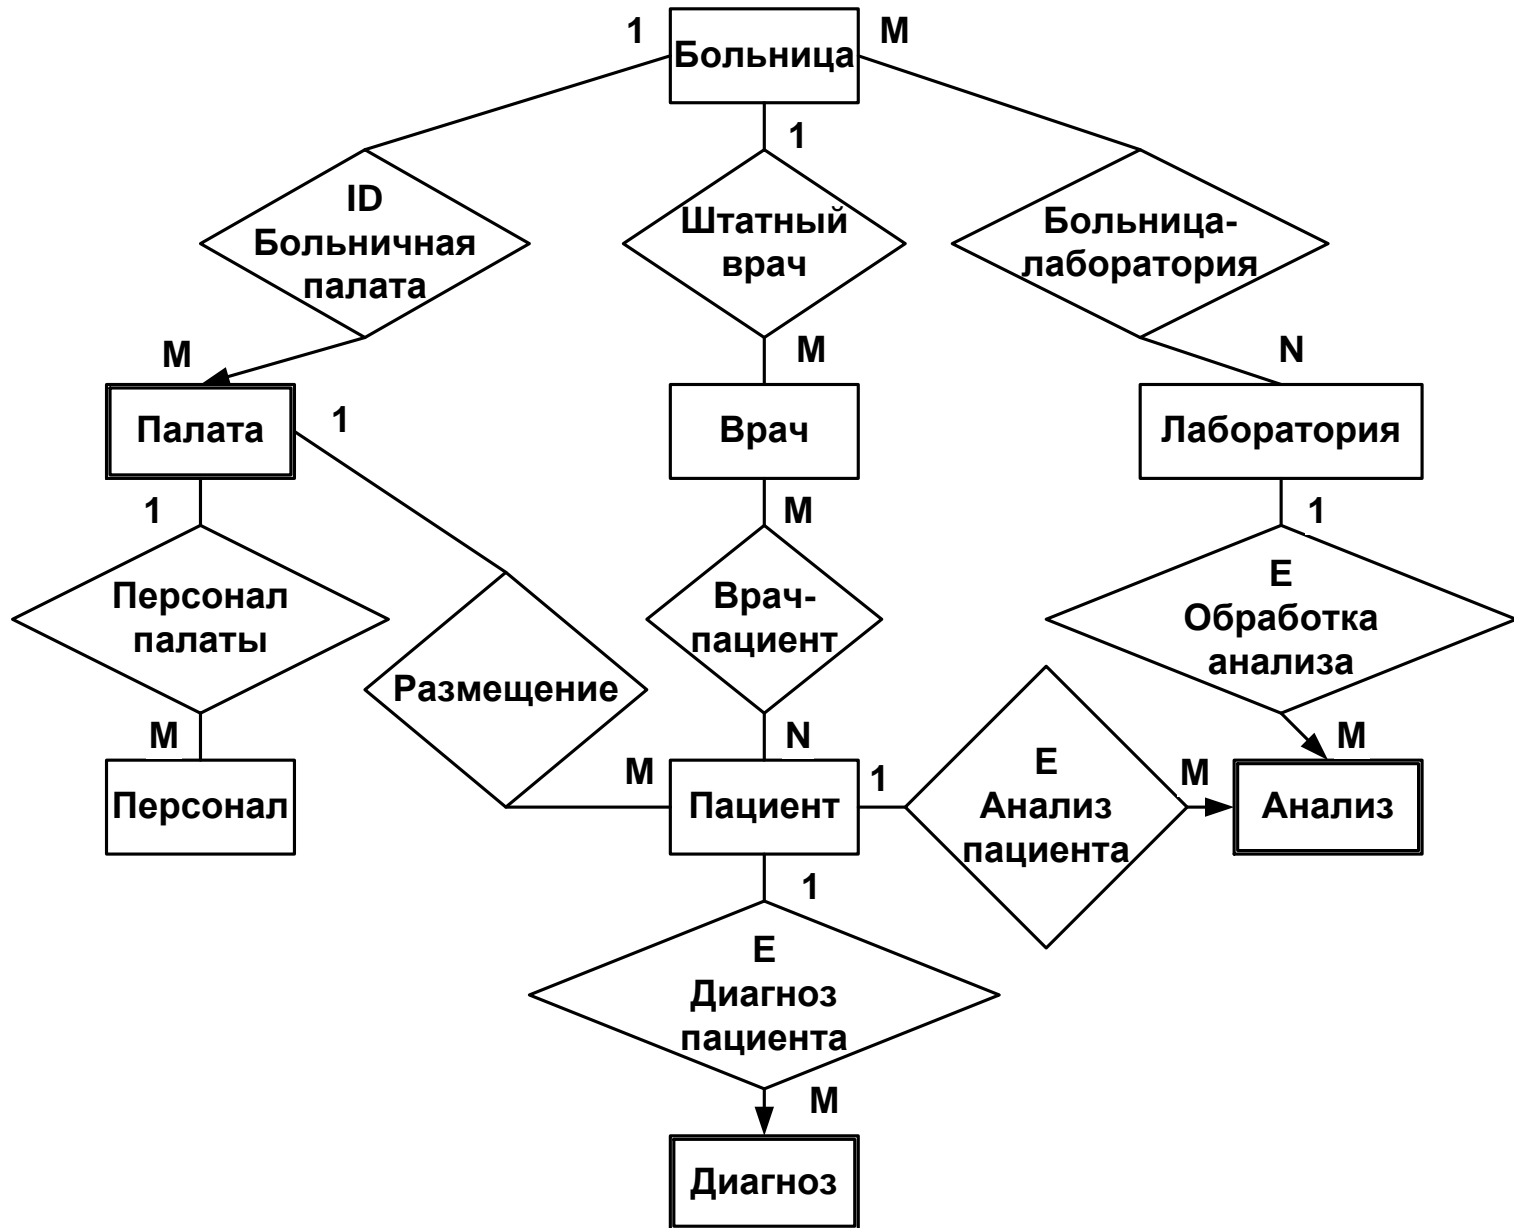 1
М
Больница
1
ID
Больничная
палата
Штатный
врач
Больница-
лаборатория
М
М
N
Палата
1
Врач
Лаборатория
1
М
1
Персонал
палаты
Врач-
пациент
Е
Обработка
анализа
Размещение
М
N
М
М
1
М
Персонал
Пациент
Е
Анализ
пациента
Анализ
1
Е
Диагноз
пациента
М
Диагноз